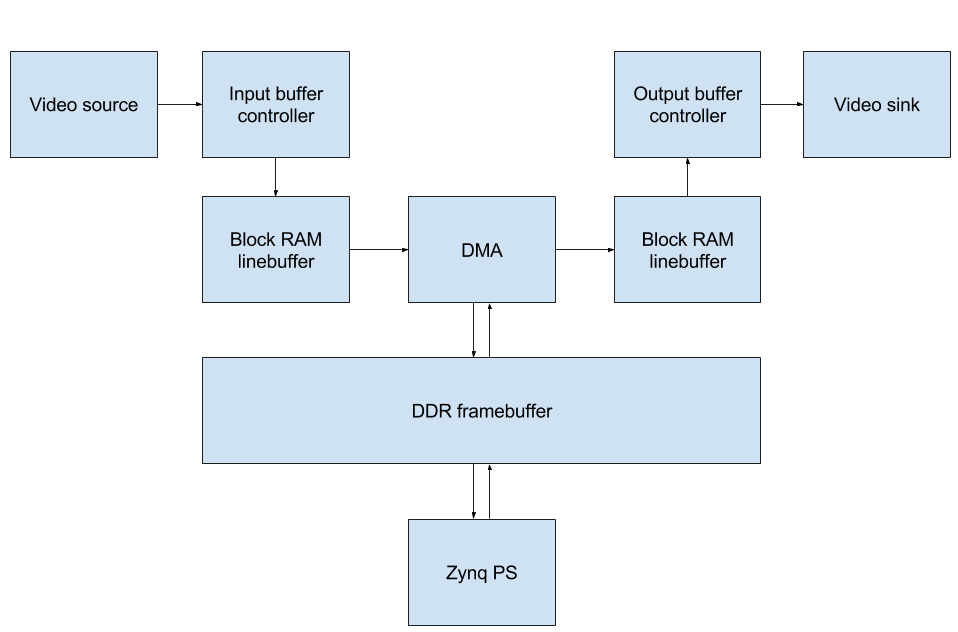 Video source
Input buffer
controller
Output buffer
controller
Video sink
Block RAM
linebuffer
DMA
Block RAM
linebuffer
DDR framebuffer
Zynq PS